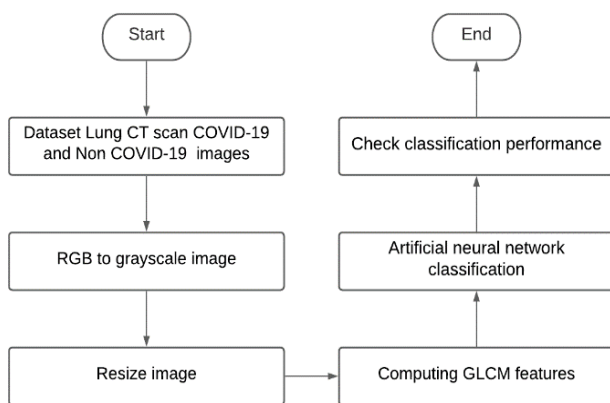 Start
Dataset Lung CT scan COVID-19
and Non COVID-19 images
RGB to grayscale image
Resize image
Computing GLCM features
Artificial neural network
classification
Check classification performance
End